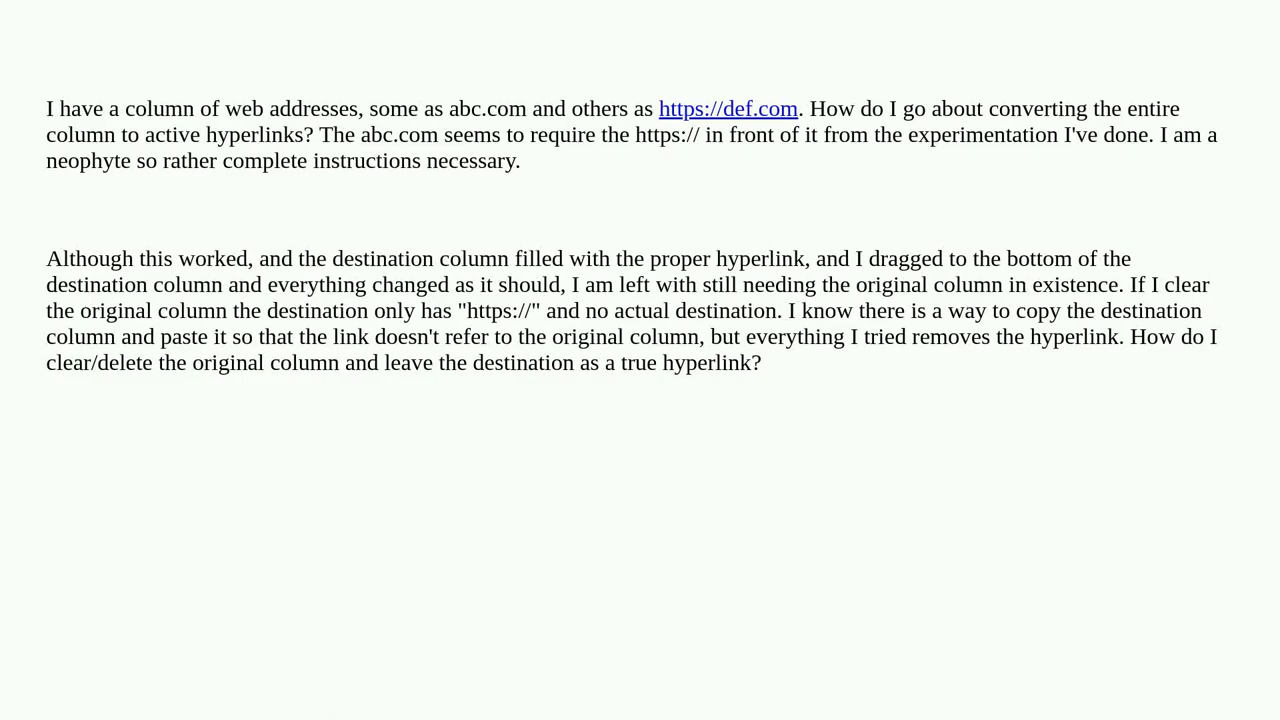 I have a column of web addresses, some as abc.com and others as https://def.com. How do I go about converting the entire
column to active hyperlinks? The abc.com seems to require the https:// in front of it from the experimentation I've done. I am a
neophyte so rather complete instructions necessary.
Although this worked, and the destination column filled with the proper hyperlink, and I dragged to the bottom of the
destination column and everything changed as it should, I am left with still needing the original column in existence. If I clear
the original column the destination only has "https://" and no actual destination. I know there is a way to copy the destination
column and paste it so that the link doesn't refer to the original column, but everything I tried removes the hyperlink. How do I
clear/delete the original column and leave the destination as a true hyperlink?